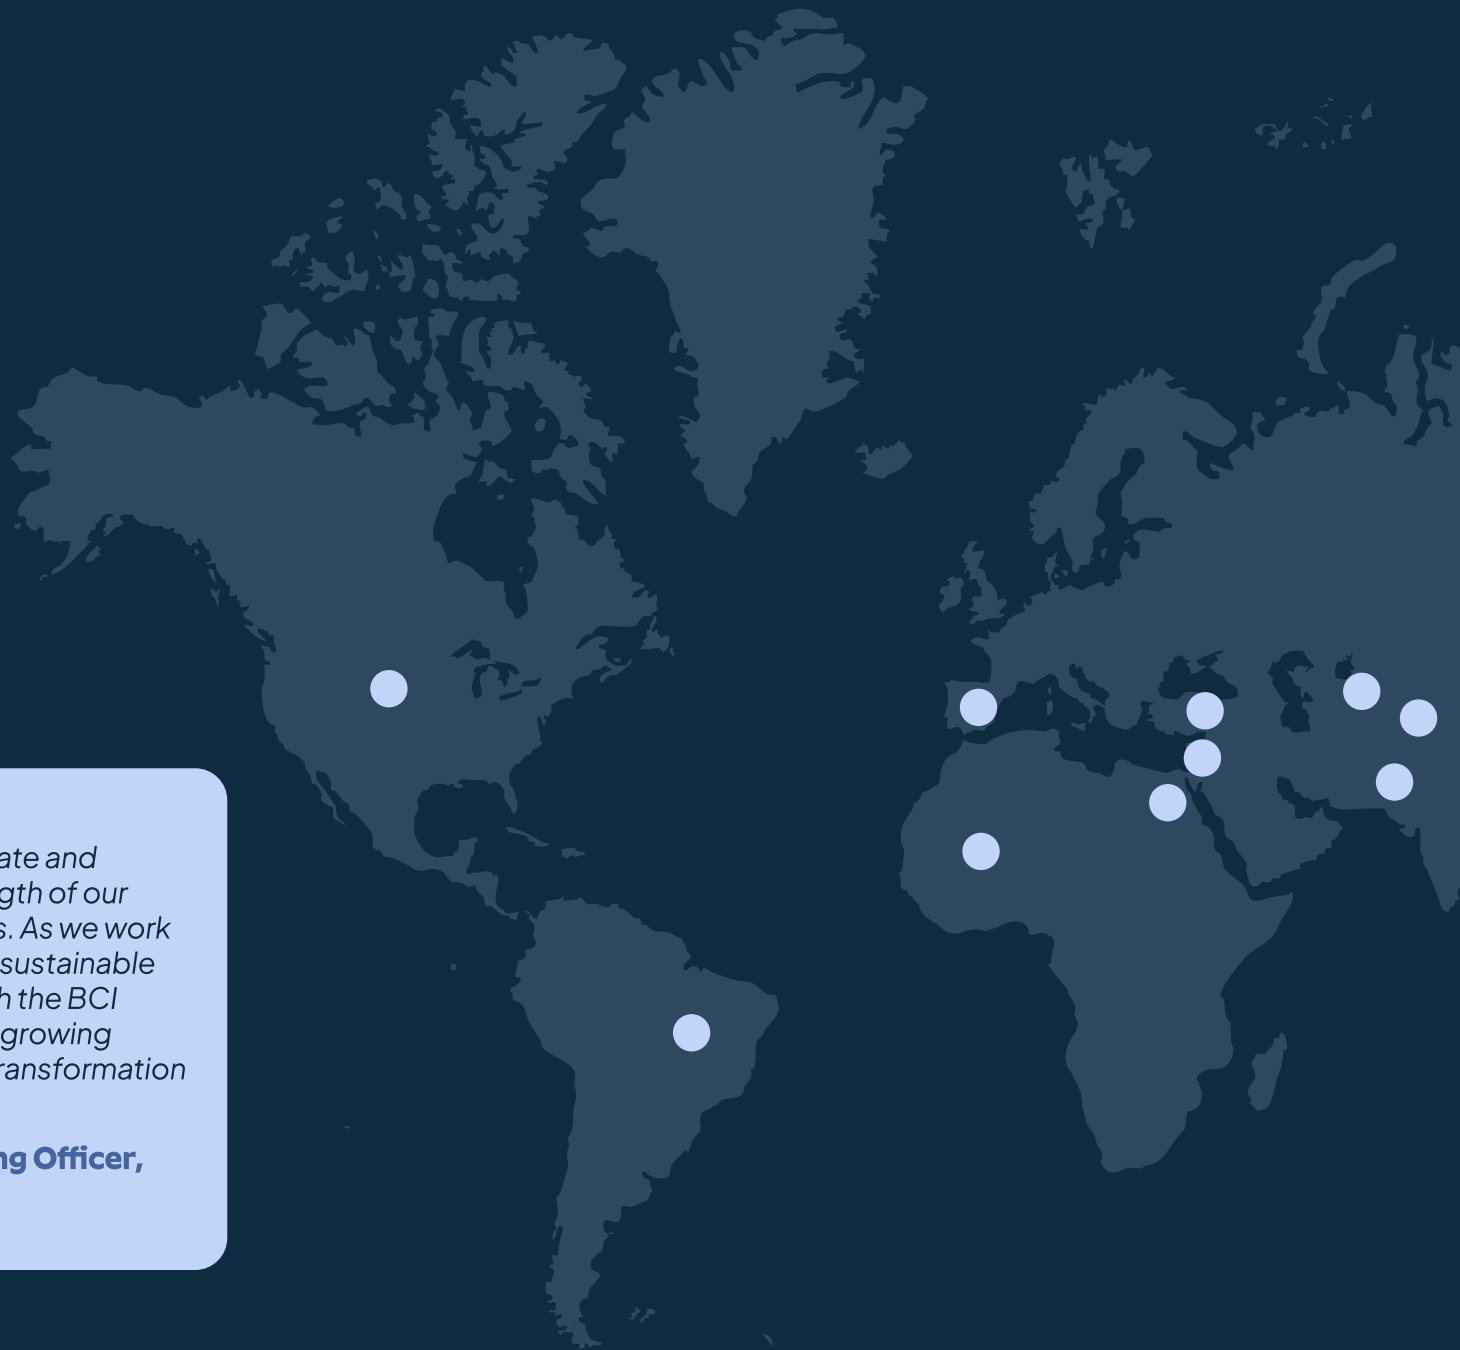 ate and
gth of our
s. As we work
sustainable
h the BCI
growing
ransformation
ng Officer,